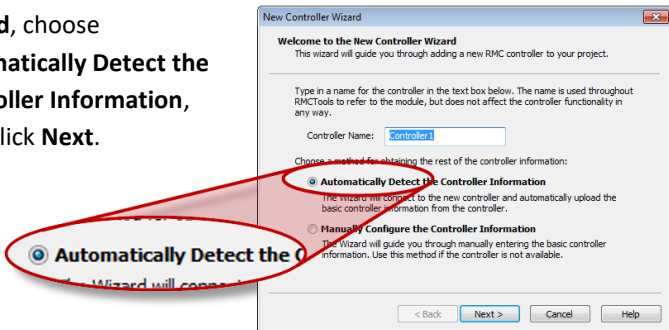 d, choose
matically Detect the
oller Information,
lick Next.
New Controller Wizard
Welcome to the New Controller Wizard
This wizard will guide you through adding a new RMC controller to your project.
Type in a name for the controller in the text box below. The name is used throughout
RMCTools to refer to the module, but does not affect the controller functionality in
any way.
Controller Name: Controller1
Choose a method for obtaining the rest of the controller information:
Automatically Detect the Controller Information
The Wizard will connect to the new controller and automatically upload the
basic controller information from the controller.
Manually Configure the Controller Information
The Wizard will guide you through manually entering the basic controller
information. Use this method if the controller is not available.
Automatically Detect the C
Wizard will
< Back Next > Cancel Help